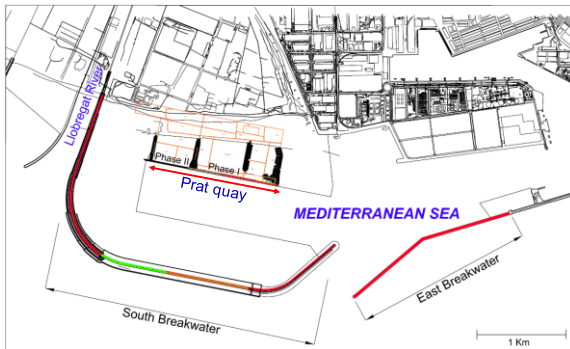 Llobregat River
Phase II
Phase I
Prat quay
MEDITERRANEAN SEA
East Breakwater
South Breakwater
1 Km